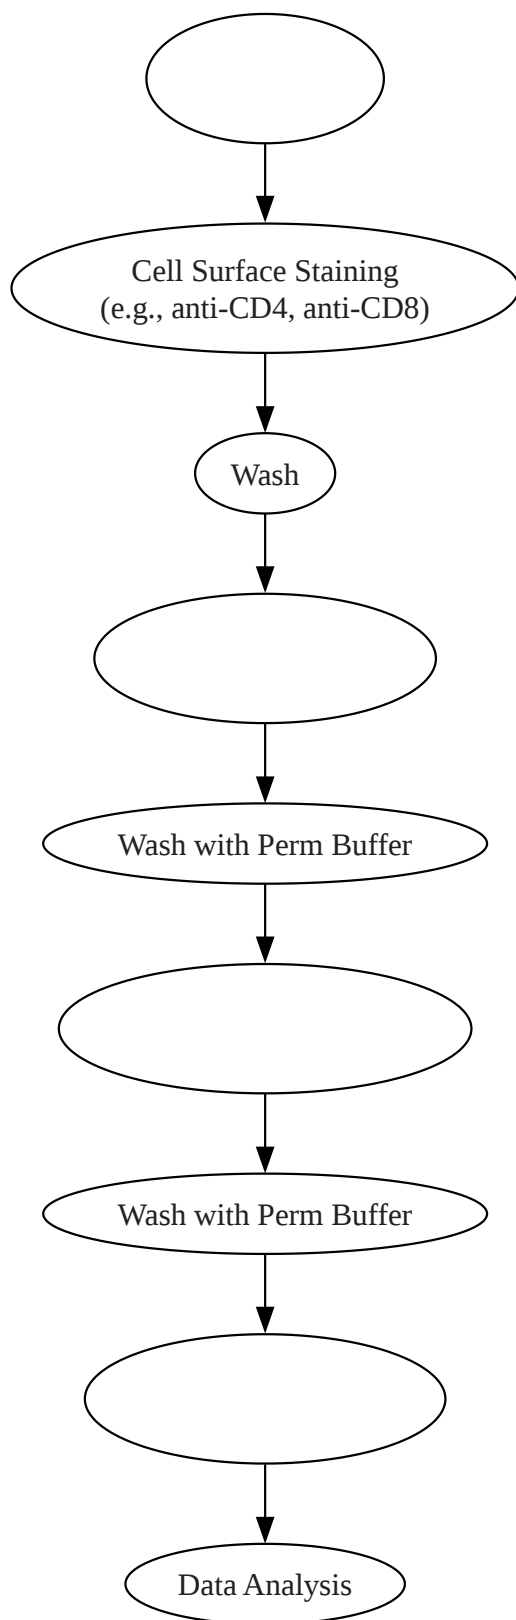 Cell Surface Staining
(e.g., anti-CD4, anti-CD8)
Wash
Wash with Perm Buffer
Wash with Perm Buffer
Data Analysis